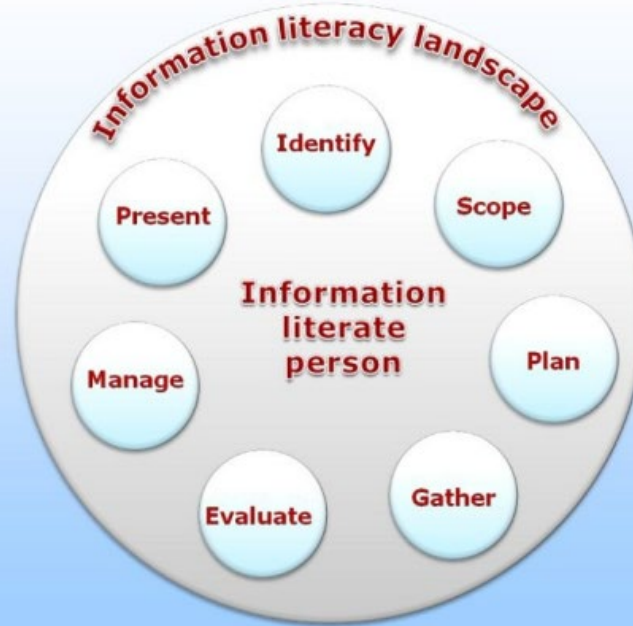 Information literacy landscape
Identify
Scope
Plan
Gather
Evaluate
Manage
Present
Information
literate
person